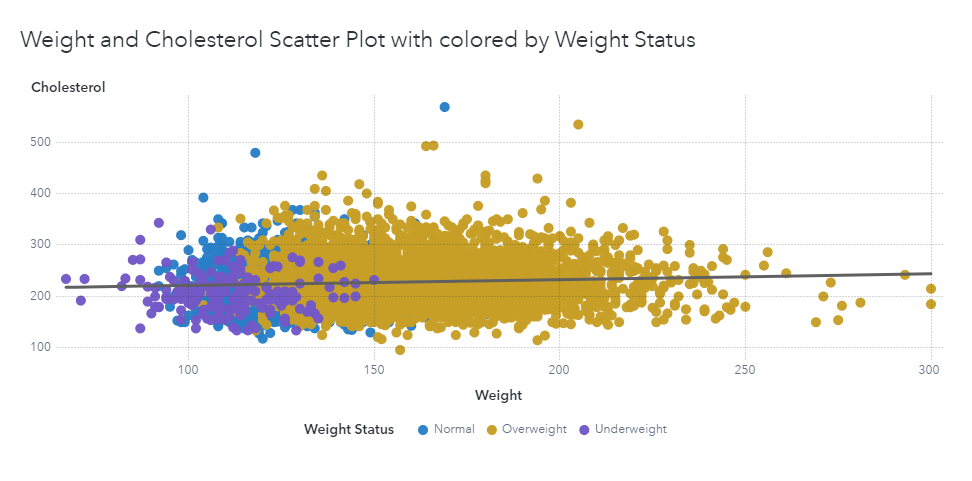 Weight and Cholesterol Scatter Plot with colored by Weight Status
Cholesterol
500
400
300
200
100
100 150 200 250 300
Weight
Weight Status Normal Overweight Underweight